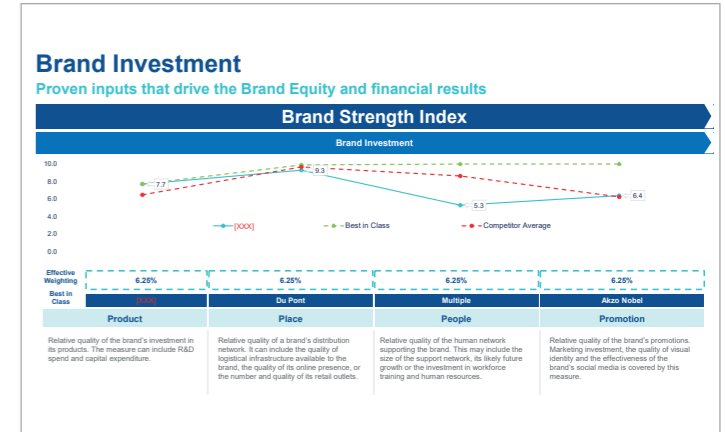 Brand Investment
Proven inputs that drive the Brand Equity and financial results
Brand Strength Index
Brand Investment
10.0
8.0
6.0
4.0
2.0
0.0
7.7
9.3
5.3
6.4
[XXX]
Best in Class
Competitor Average
Effective Weighting
6.25%
6.25%
6.25%
6.25%
Best in Class
[XXX]
Du Pont
Multiple
Akzo Nobel
Product
Place
People
Promotion
Relative quality of the brand's investment in
its products. The measure can include R&D
spend and capital expenditure.
Relative quality of a brand's distribution
network. It can include the quality of
logistical infrastructure available to the
brand, the quality of its online presence, or
the number and quality of its retail outlets.
Relative quality of the human network
supporting the brand. This may include the
size of the support network, its likely future
growth or the investment in workforce
training and human resources.
Relative quality of the brand's promotions.
Marketing investment, the quality of visual
identity and the effectiveness of the
brand's social media is covered by this
measure.